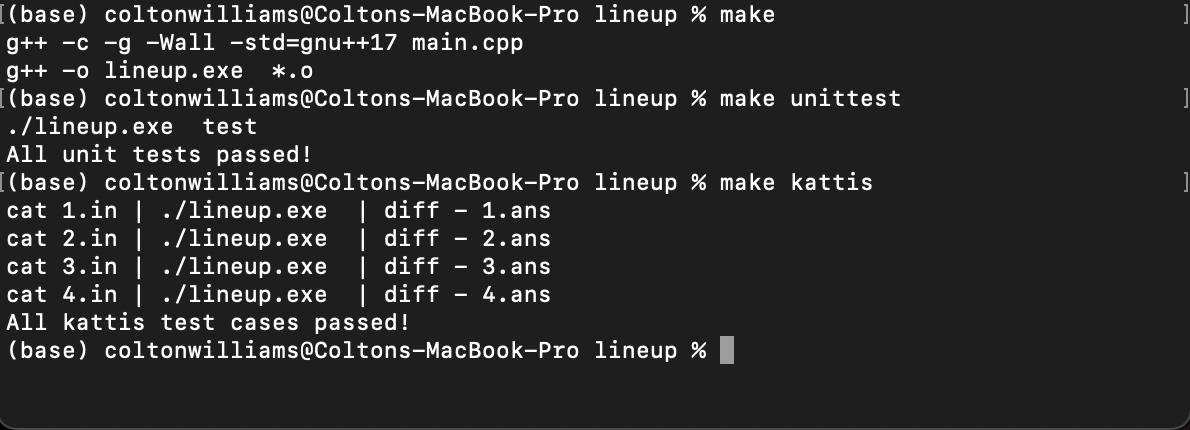 [(base) coltonwilliams@Coltons-MacBook-Pro lineup % make ]
g++ -c -g -Wall -std=gnu++17 main.cpp
g++ -o lineup.exe  *.o
[(base) coltonwilliams@Coltons-MacBook-Pro lineup % make unittest ]
./lineup.exe  test
All unit tests passed!
[(base) coltonwilliams@Coltons-MacBook-Pro lineup % make kattis ]
cat 1.in | ./lineup.exe  | diff - 1.ans
cat 2.in | ./lineup.exe  | diff - 2.ans
cat 3.in | ./lineup.exe  | diff - 3.ans
cat 4.in | ./lineup.exe  | diff - 4.ans
All kattis test cases passed!
(base) coltonwilliams@Coltons-MacBook-Pro lineup %